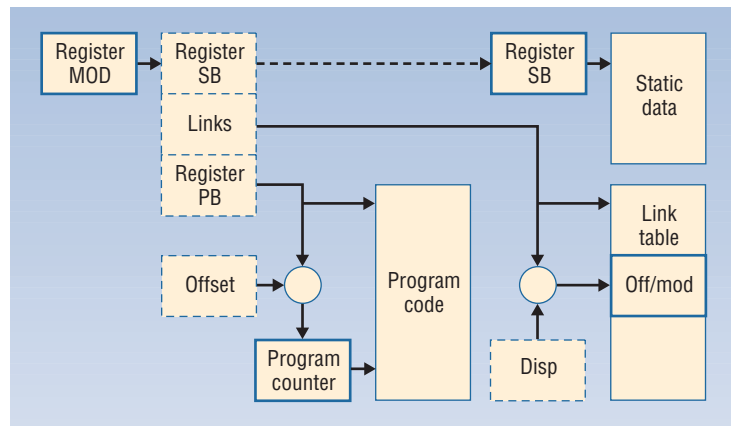 Register
MOD
Register
SB
Register
SB
Static
data
Links
Register
PB
Link
table
Offset
Program
code
Off/mod
Program
counter
Disp